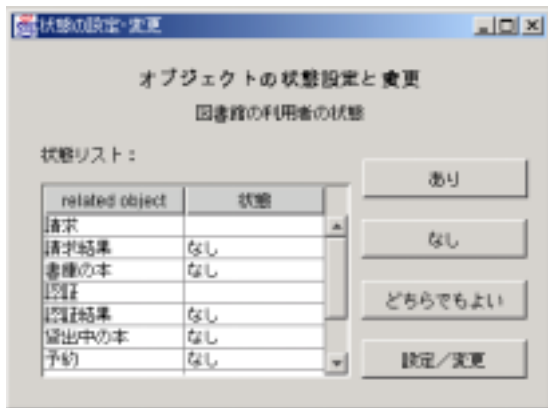 状態の設定・変更
オブジェクトの状態設定と変更
図書館の利用者の状態
状態リスト：
related object 状態
請求
請求結果 なし
書庫の本 なし
認証
認証結果 なし
貸出中の本 なし
予約 なし
あり
なし
どちらでもよい
設定／変更